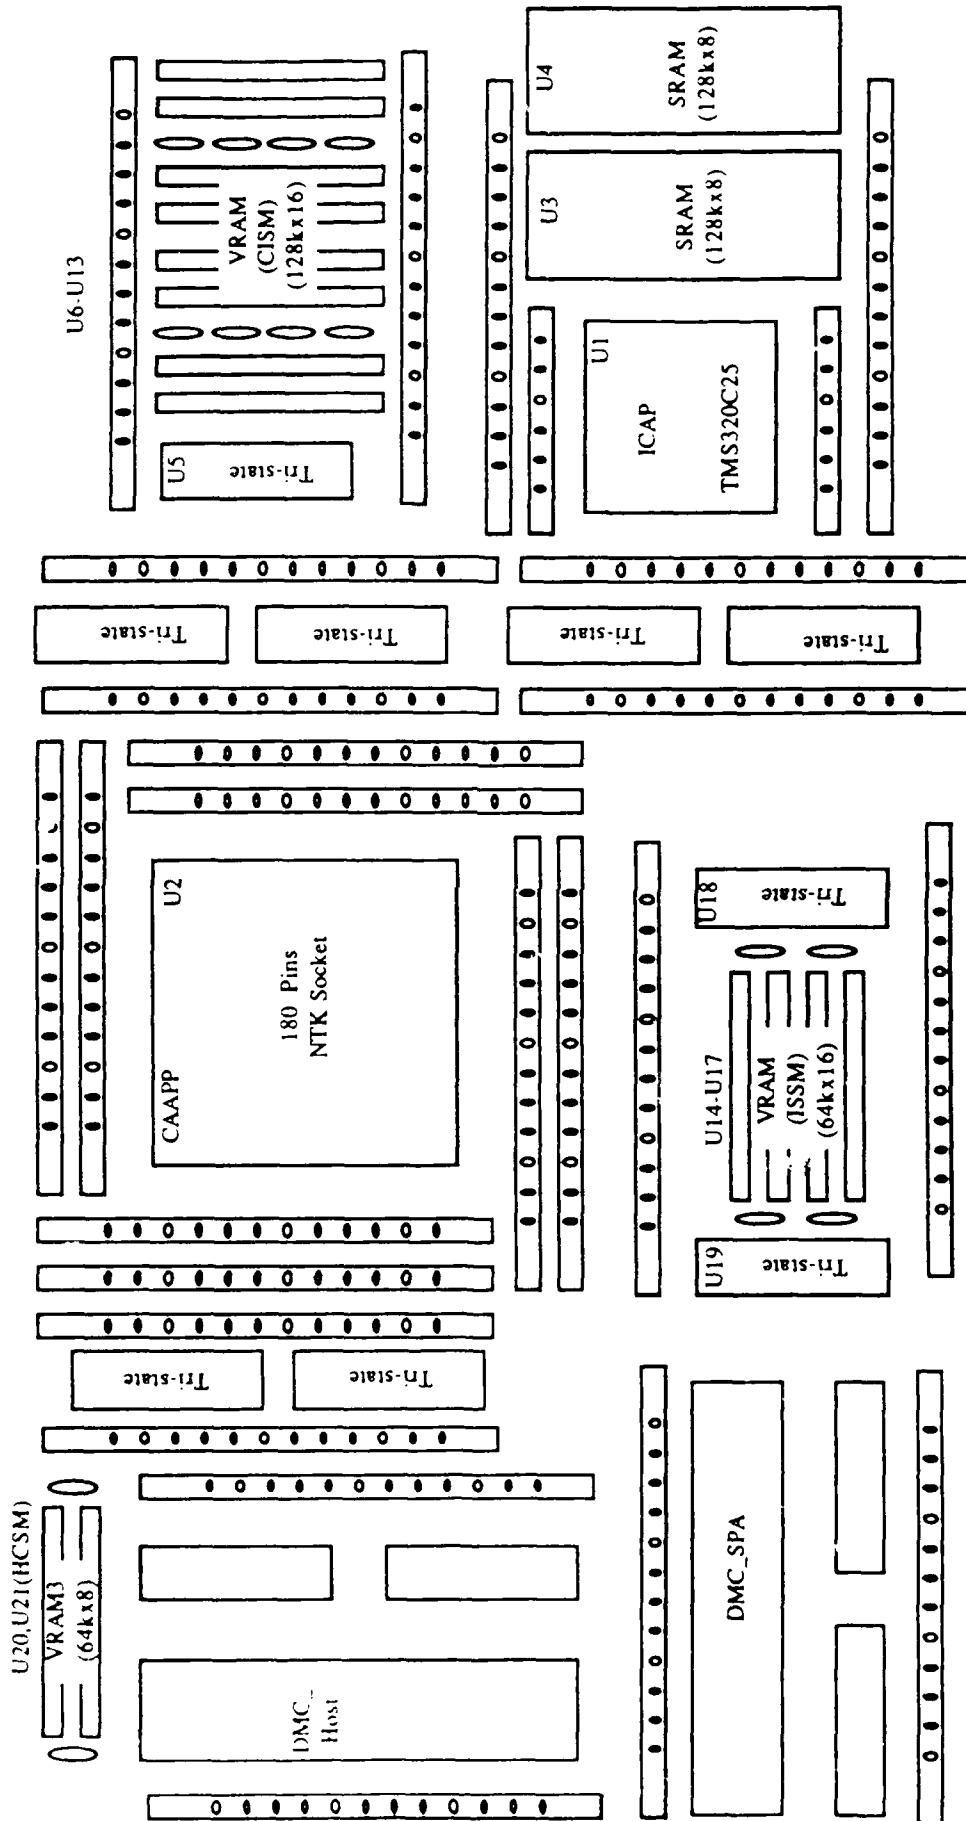 U20,U21(HCSM)
VRAM3
(64kx8)
DMC_
Host
Tri-state
Tri-state
CAAPP
U2
180 Pins
NTK Socket
Tri-state
Tri-state
Tri-state
Tri-state
U5
Tri-state
U6-U13
VRAM
(CISM)
(128kx16)
DMC_SPA
U19
Tri-state
U14-U17
VRAM
(ISSM)
(64kx16)
U18
Tri-state
U1
ICAP
TMS320C25
U3
SRAM
(128kx8)
U4
SRAM
(128kx8)